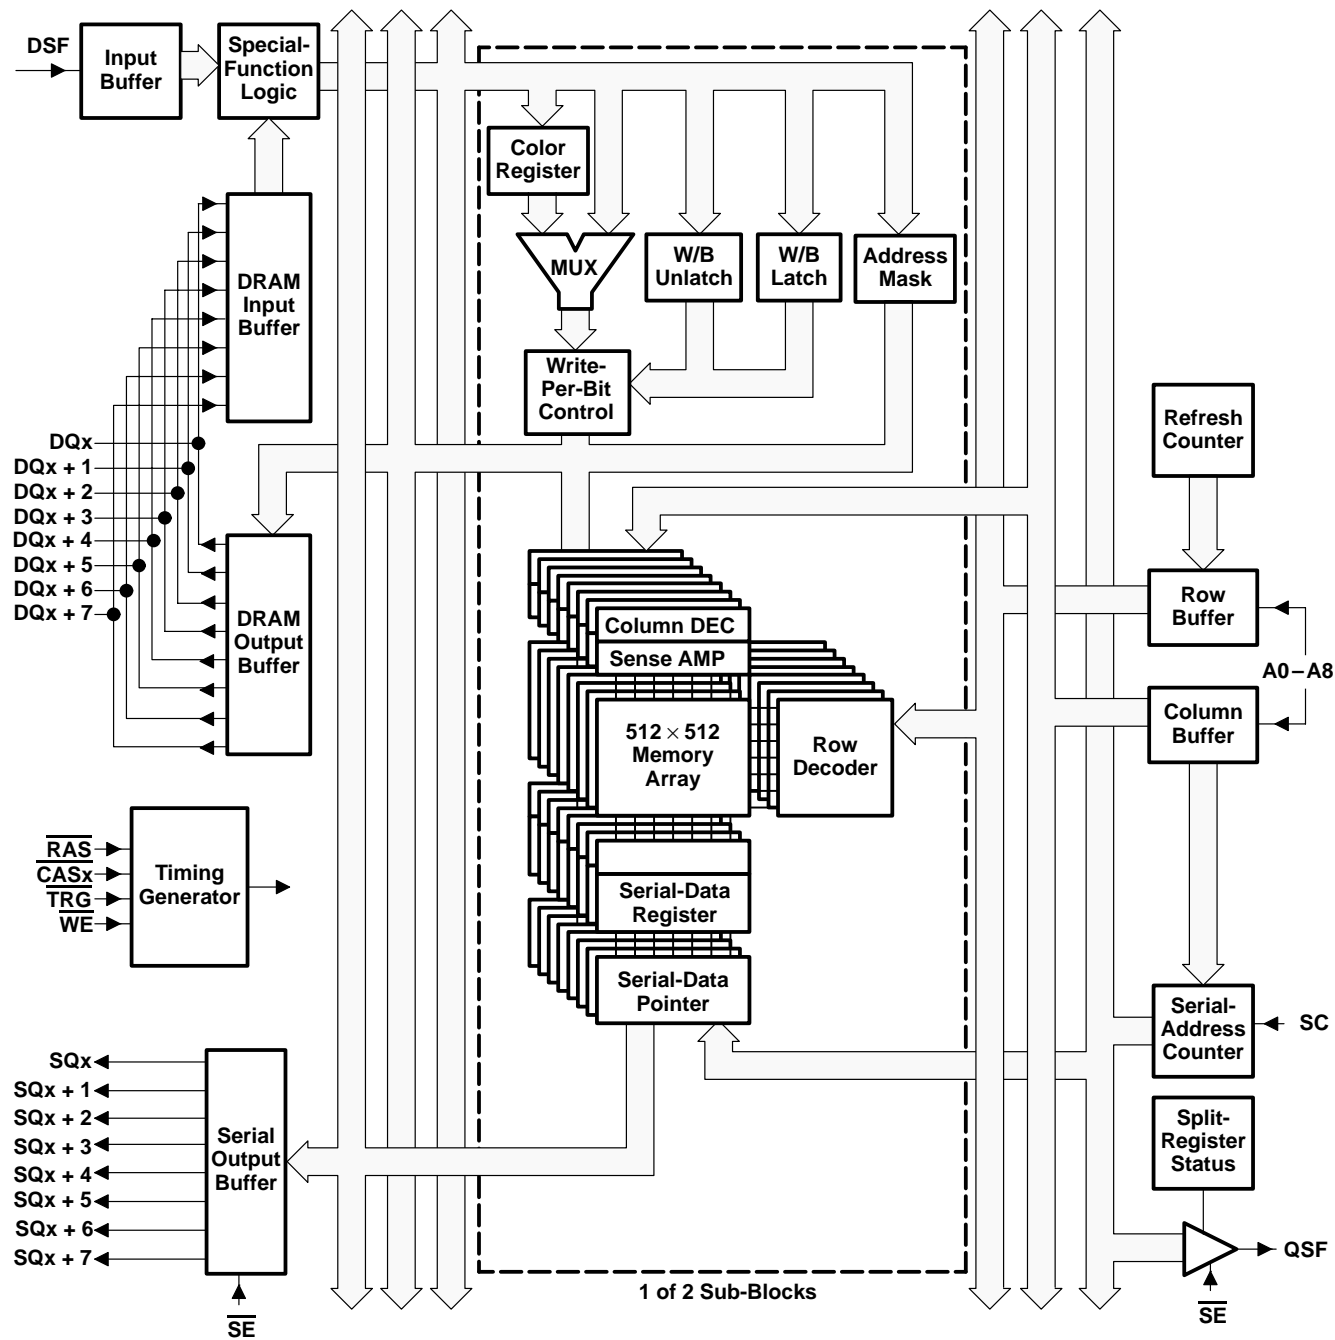 DSF
Input
Buffer
Special-
Function
Logic
Color
Register
MUX
W/B
Unlatch
W/B
Latch
Address
Mask
DRAM
Input
Buffer
Write-
Per-Bit
Control
Refresh
Counter
DQx
DQx + 1
DQx + 2
DQx + 3
DQx + 4
DQx + 5
DQx + 6
DQx + 7
DRAM
Output
Buffer
Row
Buffer
A0–A8
Column
Buffer
Column DEC
Sense AMP
512 × 512
Memory
Array
Row
Decoder
RAS
CASx
TRG
WE
Timing
Generator
Serial-Data
Register
Serial-Data
Pointer
Serial-
Address
Counter
SC
SQx
SQx + 1
SQx + 2
SQx + 3
SQx + 4
SQx + 5
SQx + 6
SQx + 7
Serial
Output
Buffer
SE
Split-
Register
Status
QSF
SE
1 of 2 Sub-Blocks